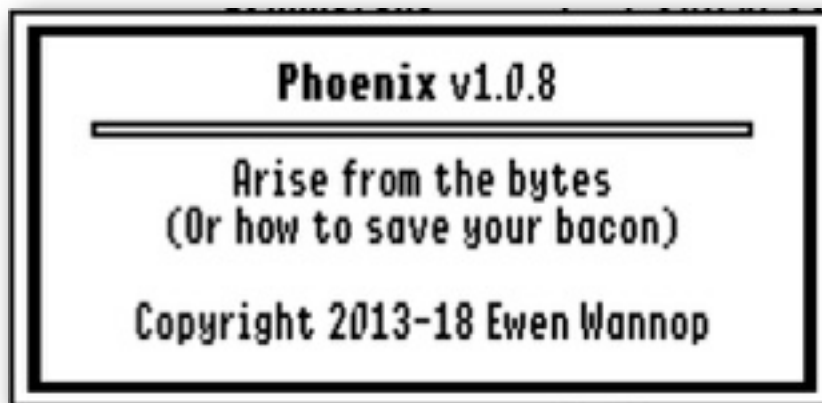 Phoenix v1.0.8
Arise from the bytes
(Or how to save your bacon)
Copyright 2013-18 Ewen Wannop